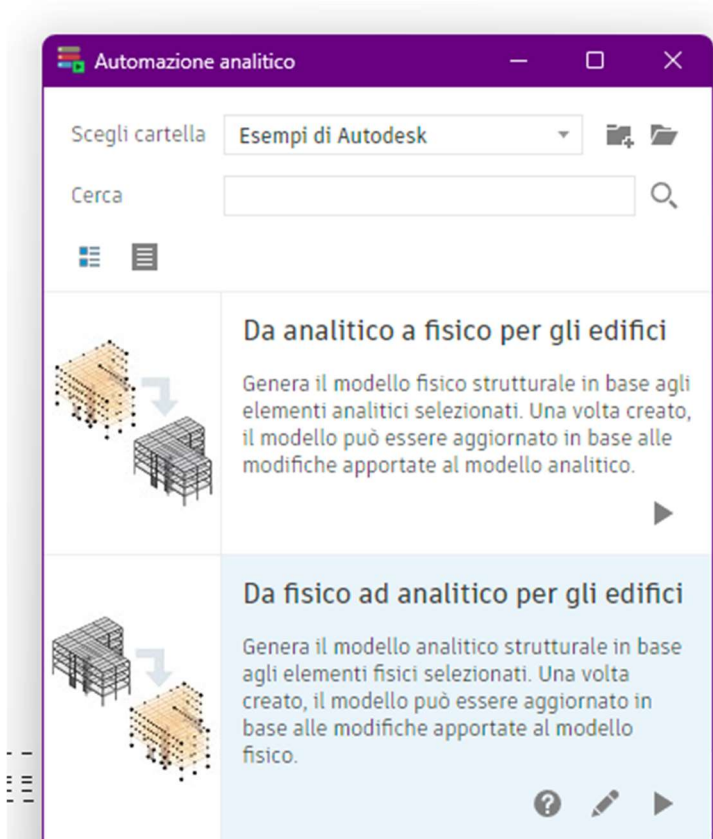 Automazione analitico
Scegli cartella
Esempi di Autodesk
Cerca
Da analitico a fisico per gli edifici
Genera il modello fisico strutturale in base agli
elementi analitici selezionati. Una volta creato,
il modello può essere aggiornato in base alle
modifiche apportate al modello analitico.
Da fisico ad analitico per gli edifici
Genera il modello analitico strutturale in base
agli elementi fisici selezionati. Una volta
creato, il modello può essere aggiornato in
base alle modifiche apportate al modello
fisico.